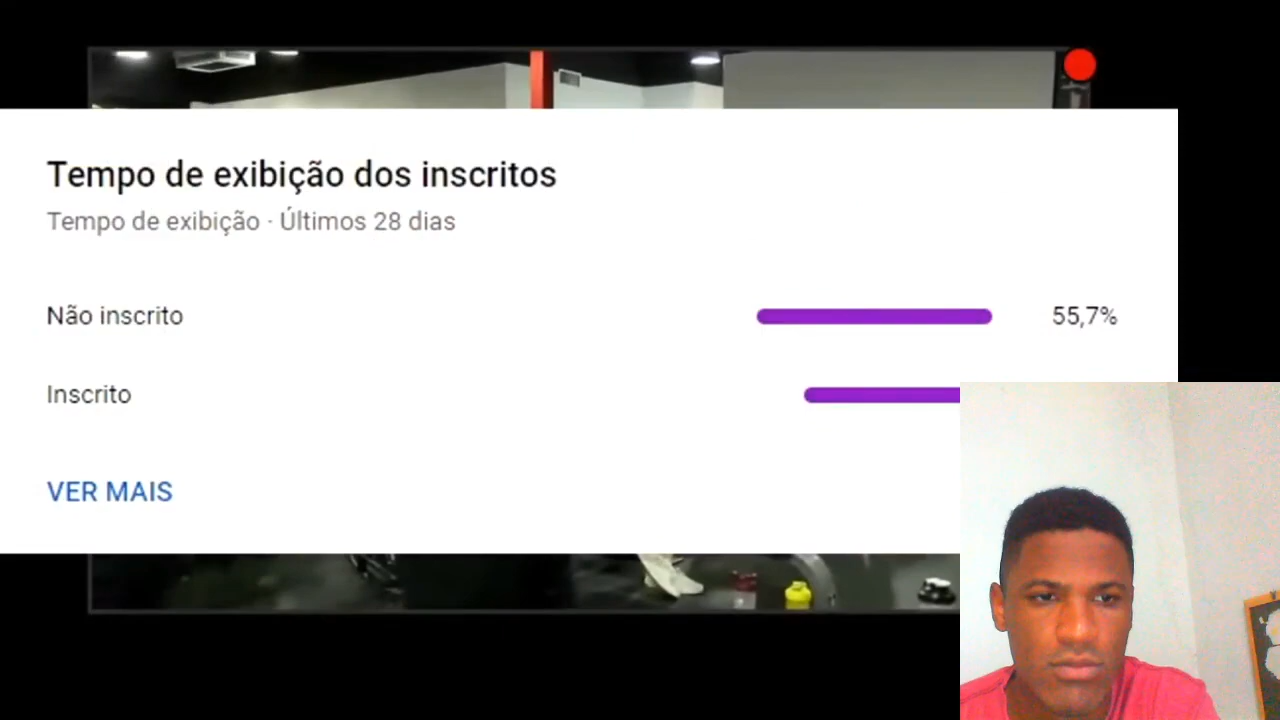 Tempo de exibição dos inscritos
Tempo de exibição · Últimos 28 dias
Não inscrito 55,7%
Inscrito
VER MAIS